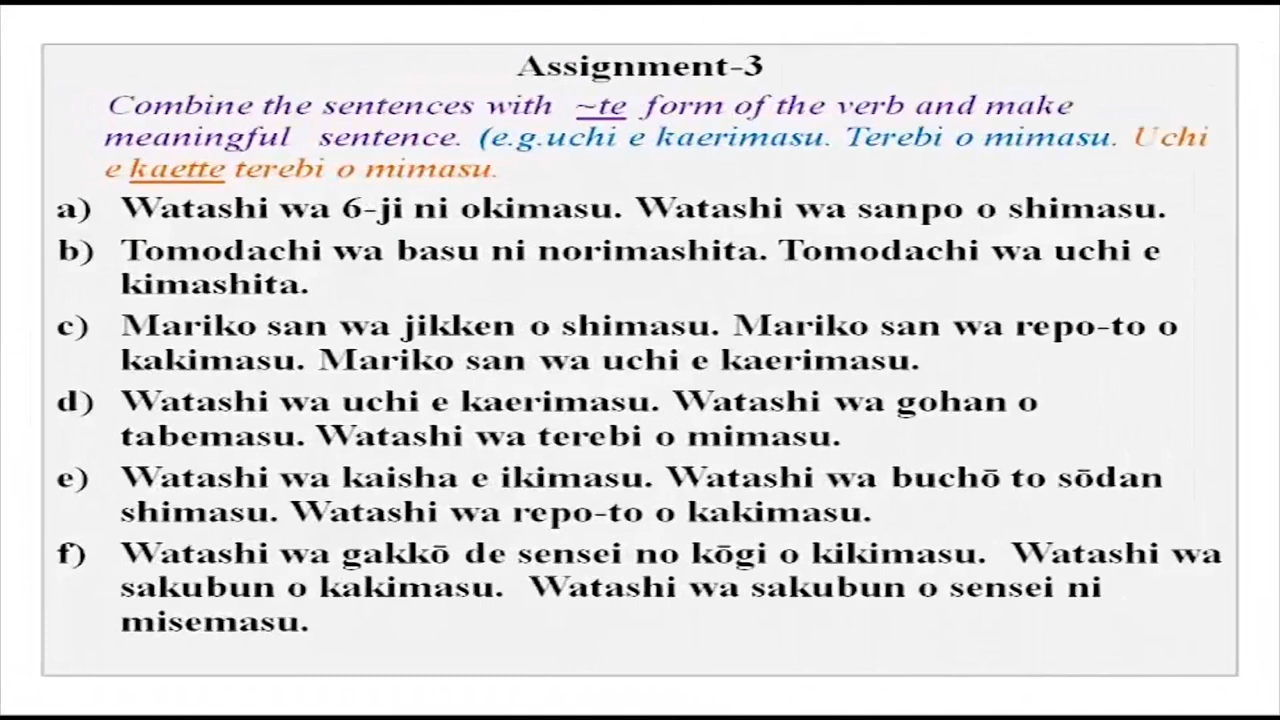 Assignment-3
Combine the sentences with ~te form of the verb and make
meaningful sentence. (e.g.uchi e kaerimasu. Terebi o mimasu. Uchi
e kaette terebi o mimasu.
a) Watashi wa 6-ji ni okimasu. Watashi wa sanpo o shimasu.
b) Tomodachi wa basu ni norimashita. Tomodachi wa uchi e
kimashita.
c) Mariko san wa jikken o shimasu. Mariko san wa repo-to o
kakimasu. Mariko san wa uchi e kaerimasu.
d) Watashi wa uchi e kaerimasu. Watashi wa gohan o
tabemasu. Watashi wa terebi o mimasu.
e) Watashi wa kaisha e ikimasu. Watashi wa buchō to sōdan
shimasu. Watashi wa repo-to o kakimasu.
f) Watashi wa gakkō de sensei no kōgi o kikimasu. Watashi wa
sakubun o kakimasu. Watashi wa sakubun o sensei ni
misemasu.